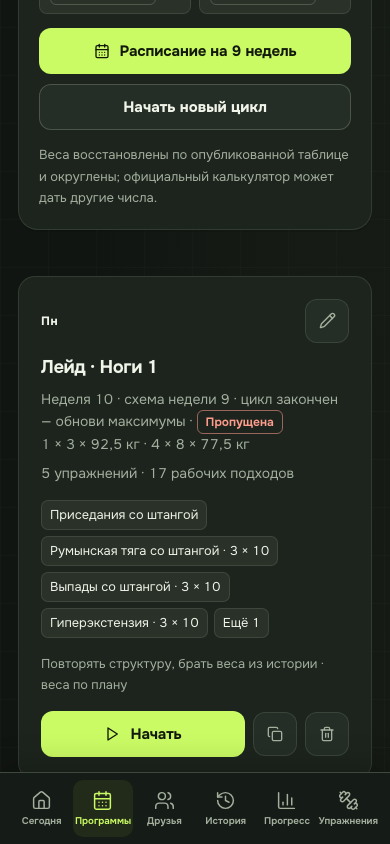 Расписание на 9 недель
Начать новый цикл
Веса восстановлены по опубликованной таблице
и округлены; официальный калькулятор может
дать другие числа.
Пн
Лейд · Ноги 1
Неделя 10 · схема недели 9 · цикл закончен
— обнови максимумы · Пропущена
1 × 3 × 92,5 кг · 4 × 8 × 77,5 кг
5 упражнений · 17 рабочих подходов
Приседания со штангой
Румынская тяга со штангой · 3 × 10
Выпады со штангой · 3 × 10
Гиперэкстензия · 3 × 10 Ещё 1
Повторять структуру, брать веса из истории ·
веса по плану
Начать
Сегодня Программы Друзья История Прогресс Упражнения